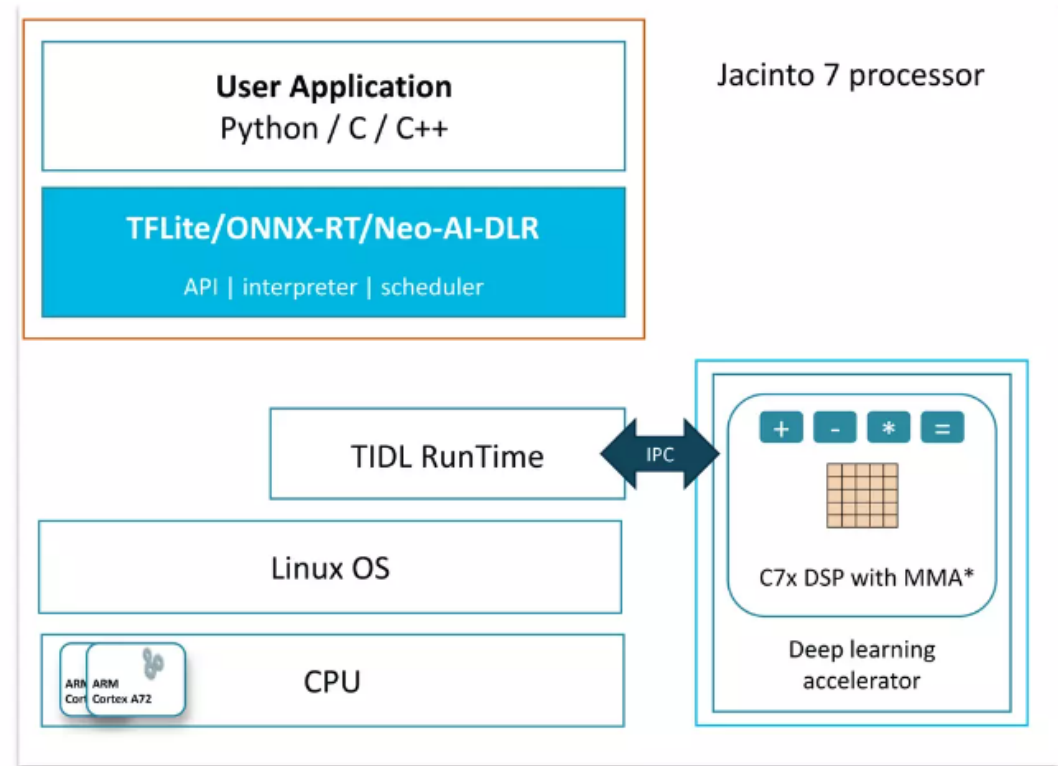 User Application
Python / C / C++
Jacinto 7 processor
TFLite/ONNX-RT/Neo-AI-DLR
API | interpreter | scheduler
TIDL RunTime
IPC
+ - * =
C7x DSP with MMA*
Deep learning
accelerator
Linux OS
CPU
ARM
Cortex A72